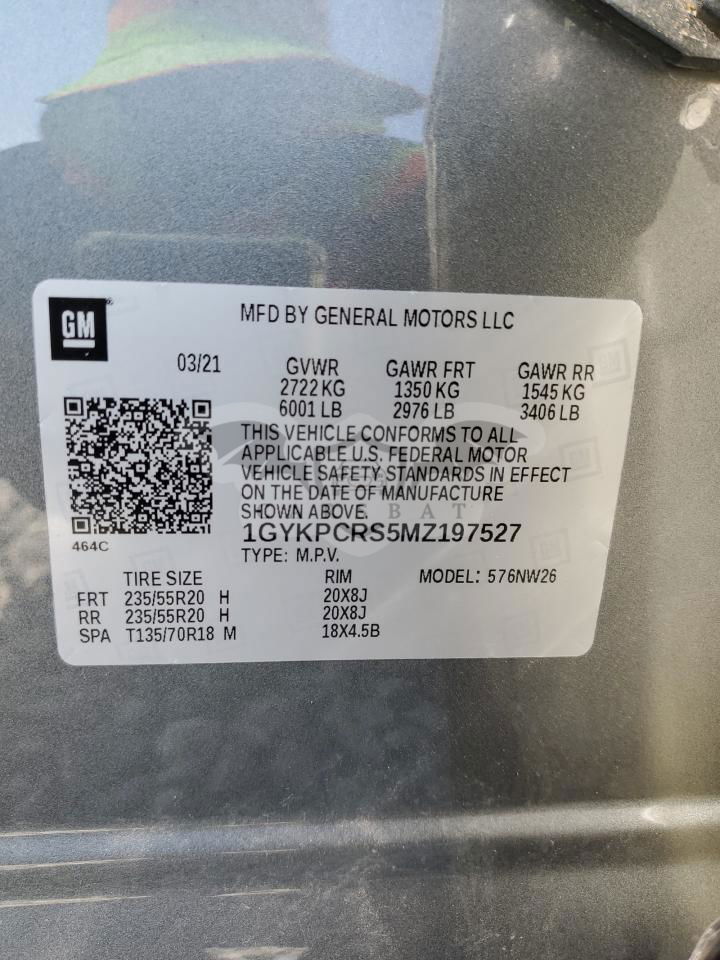 GM
MFD BY GENERAL MOTORS LLC
03/21 GVWR GAWR FRT GAWR RR
2722 KG 1350 KG 1545 KG
6001 LB 2976 LB 3406 LB
THIS VEHICLE CONFORMS TO ALL
APPLICABLE U.S. FEDERAL MOTOR
VEHICLE SAFETY STANDARDS IN EFFECT
ON THE DATE OF MANUFACTURE
SHOWN ABOVE.
1GYKPCRS5MZ197527
464C
TYPE: M.P.V.
TIRE SIZE RIM MODEL: 576NW26
FRT 235/55R20 H 20X8J
RR 235/55R20 H 20X8J
SPA T135/70R18 M 18X4.5B